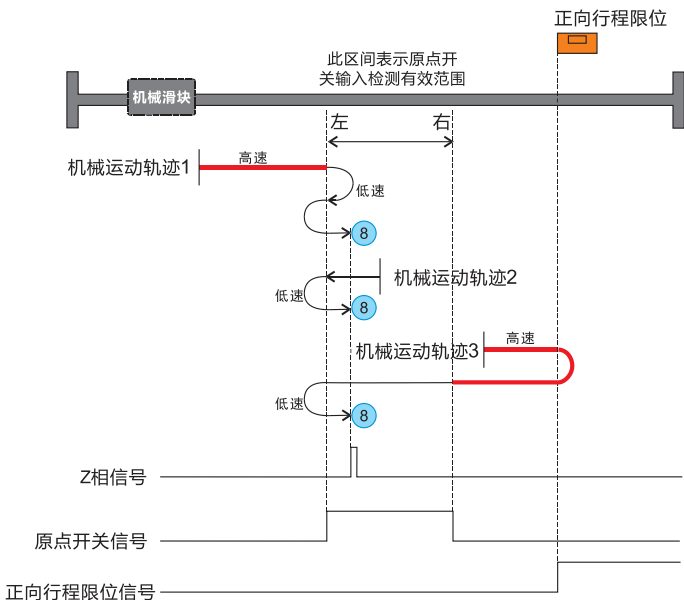 正向行程限位
此区间表示原点开
关输入检测有效范围
机械滑块
左
右
机械运动轨迹1
高速
低速
8
机械运动轨迹2
低速
8
高速
机械运动轨迹3
低速
8
Z相信号
原点开关信号
正向行程限位信号